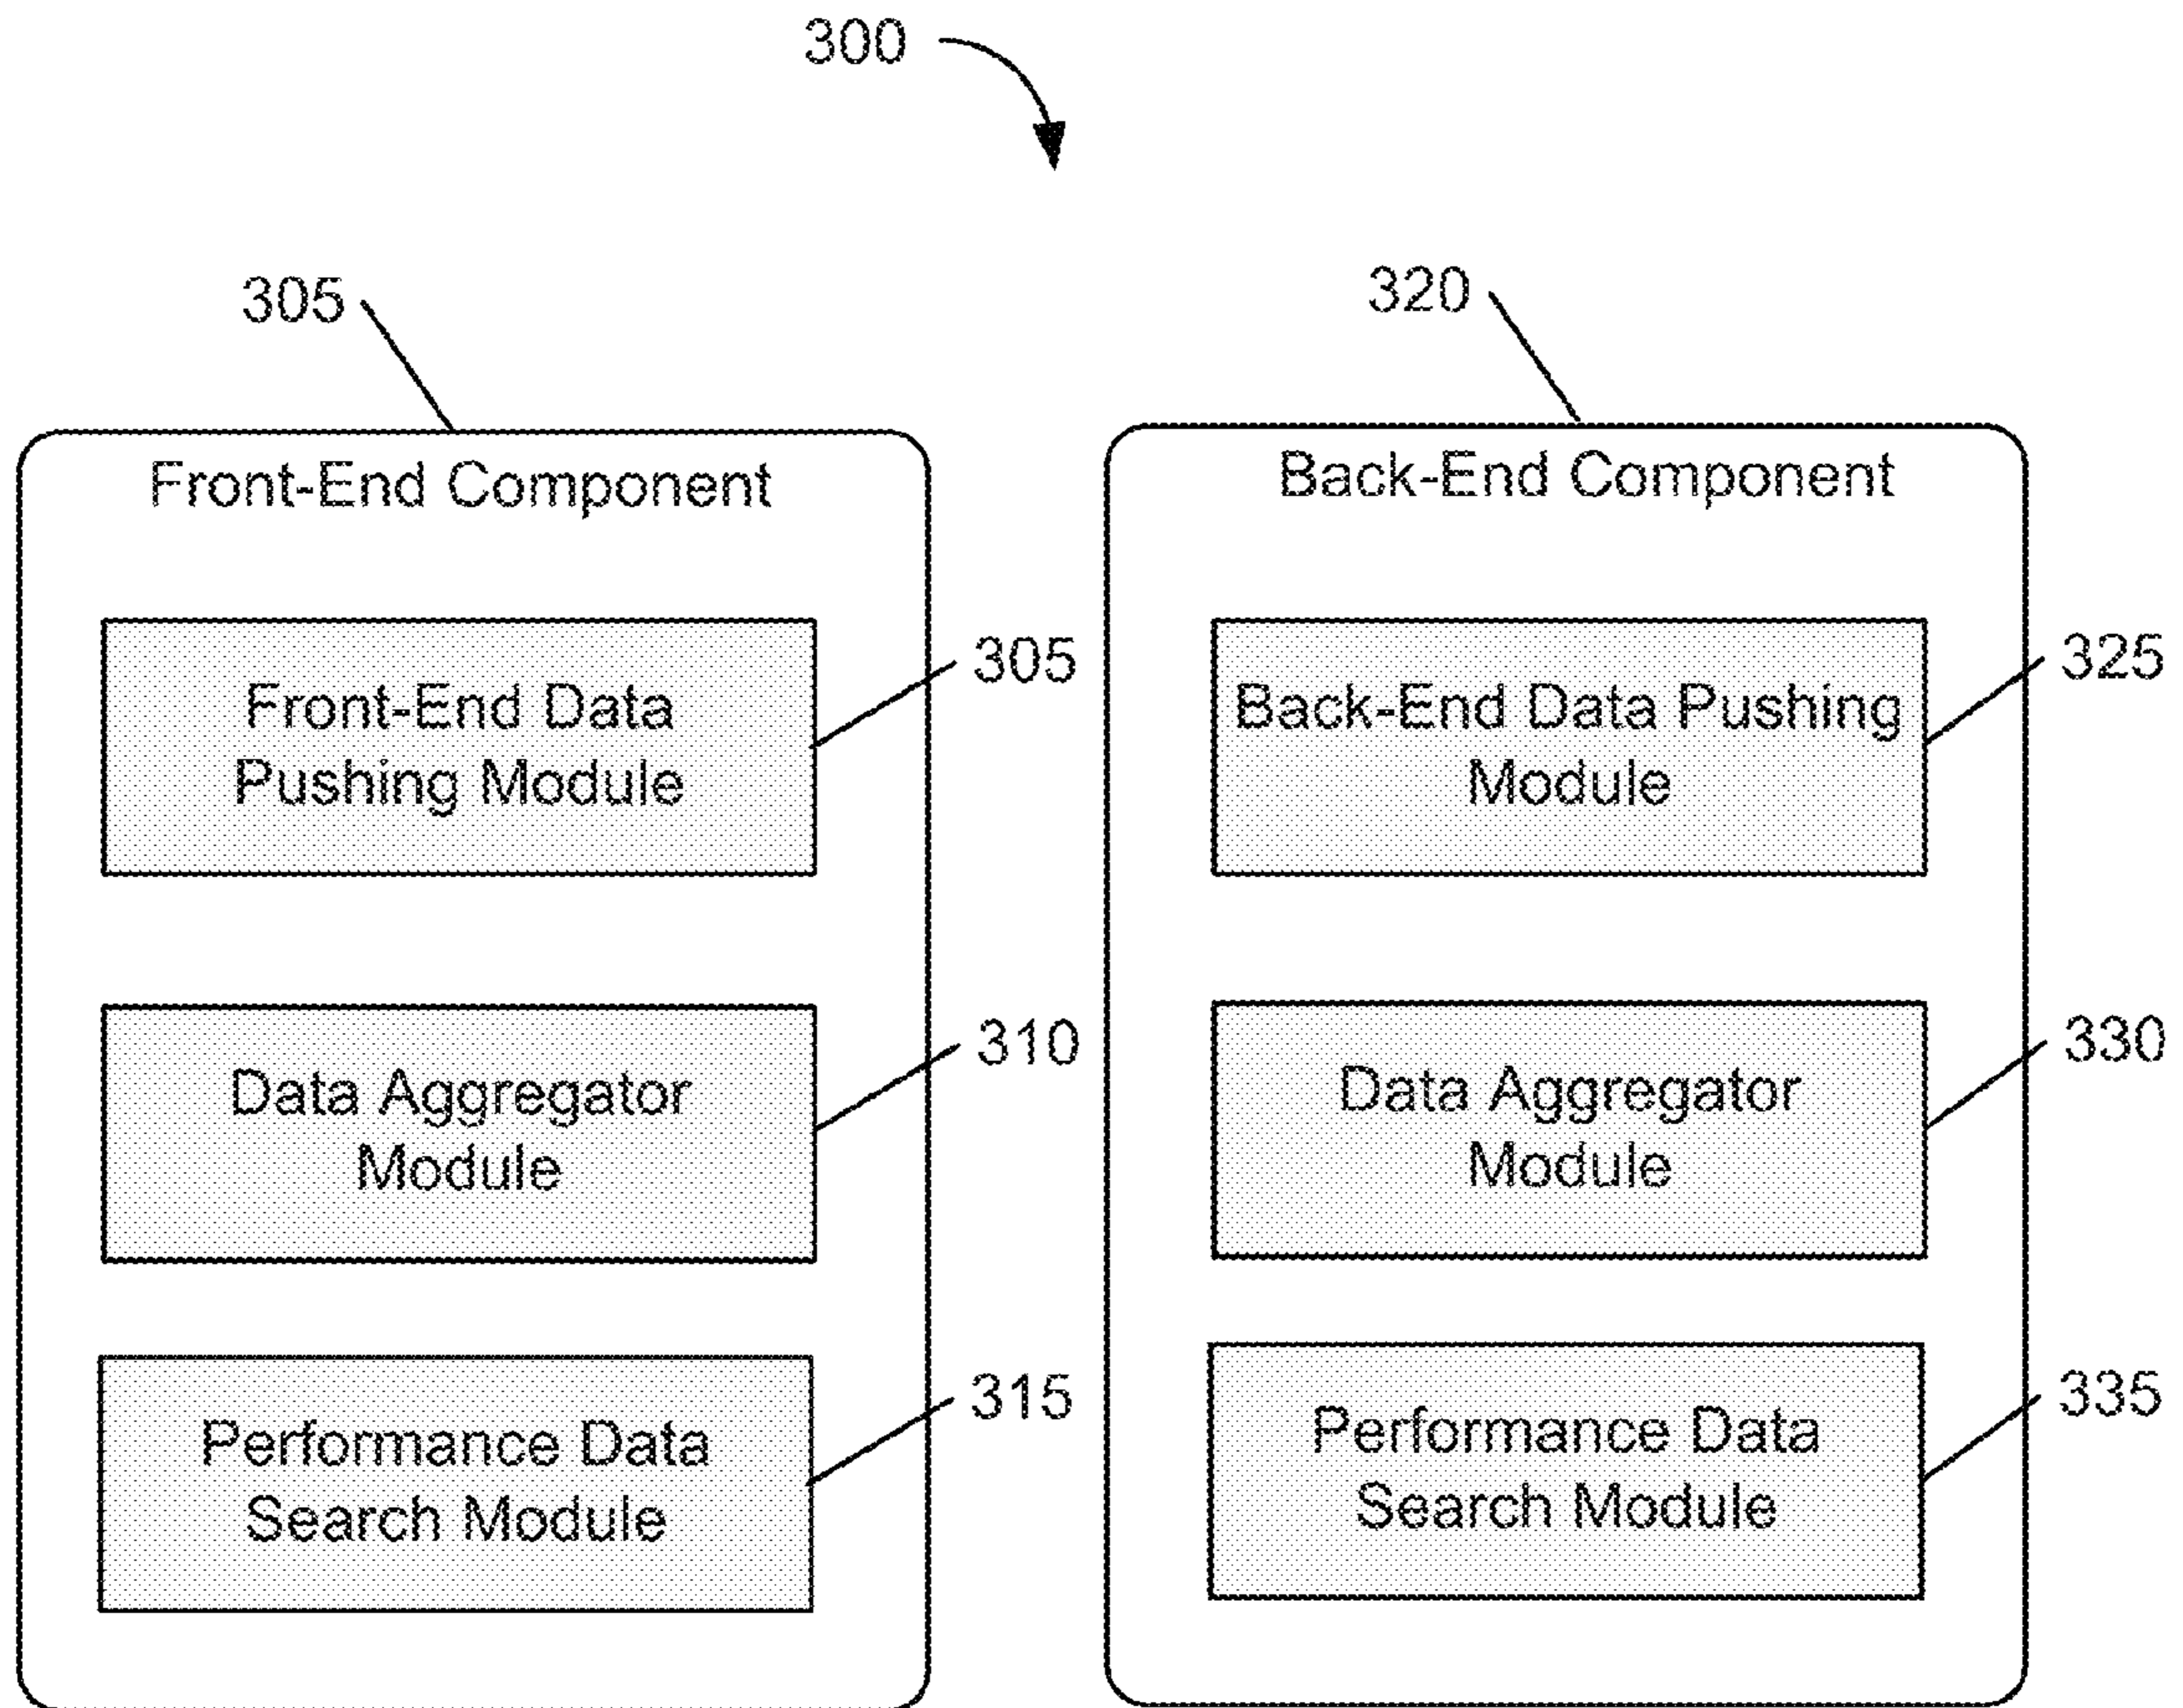 300
305
320
Front-End Component
Back-End Component
Front-End Data
Pushing Module
305
Back-End Data Pushing
Module
325
Data Aggregator
Module
310
Data Aggregator
Module
330
Performance Data
Search Module
315
Performance Data
Search Module
335